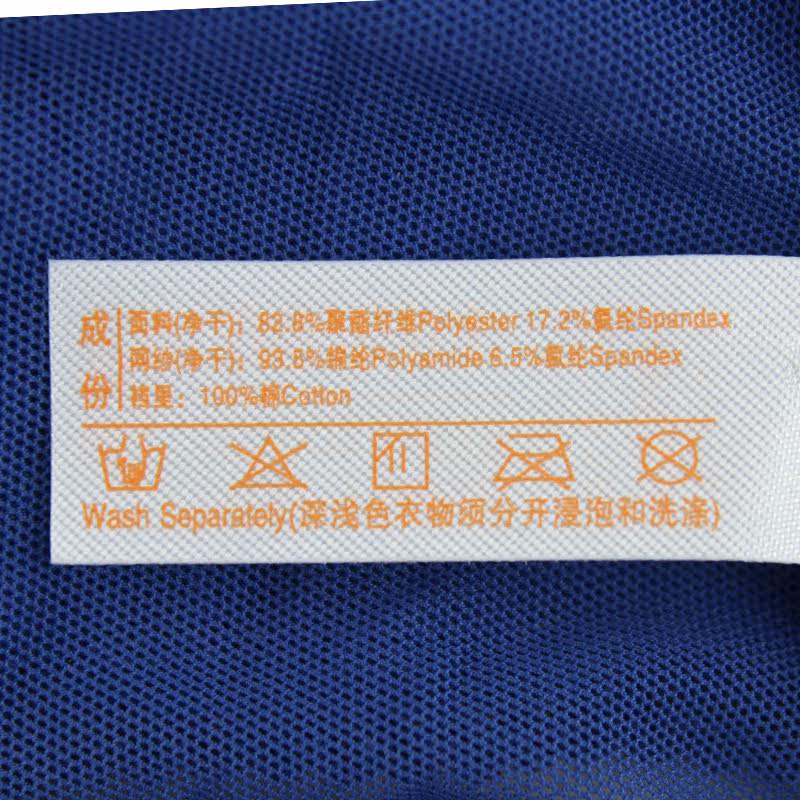 成份
面料(净干)：82.8%聚酯纤维Polyester 17.2%氨纶Spandex
网纱(净干)：93.5%锦纶Polyamide 6.5%氨纶Spandex
裆里：100%棉Cotton
Wash Separately(深浅色衣物须分开浸泡和洗涤)